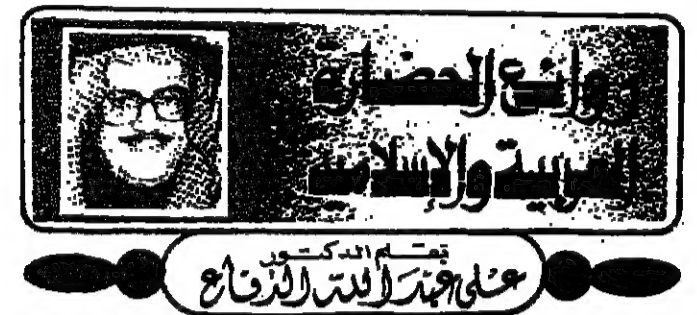 روائع الحضارة
العربية والإسلامية
بقلم الدكتور
علي عبد الله الدفاع